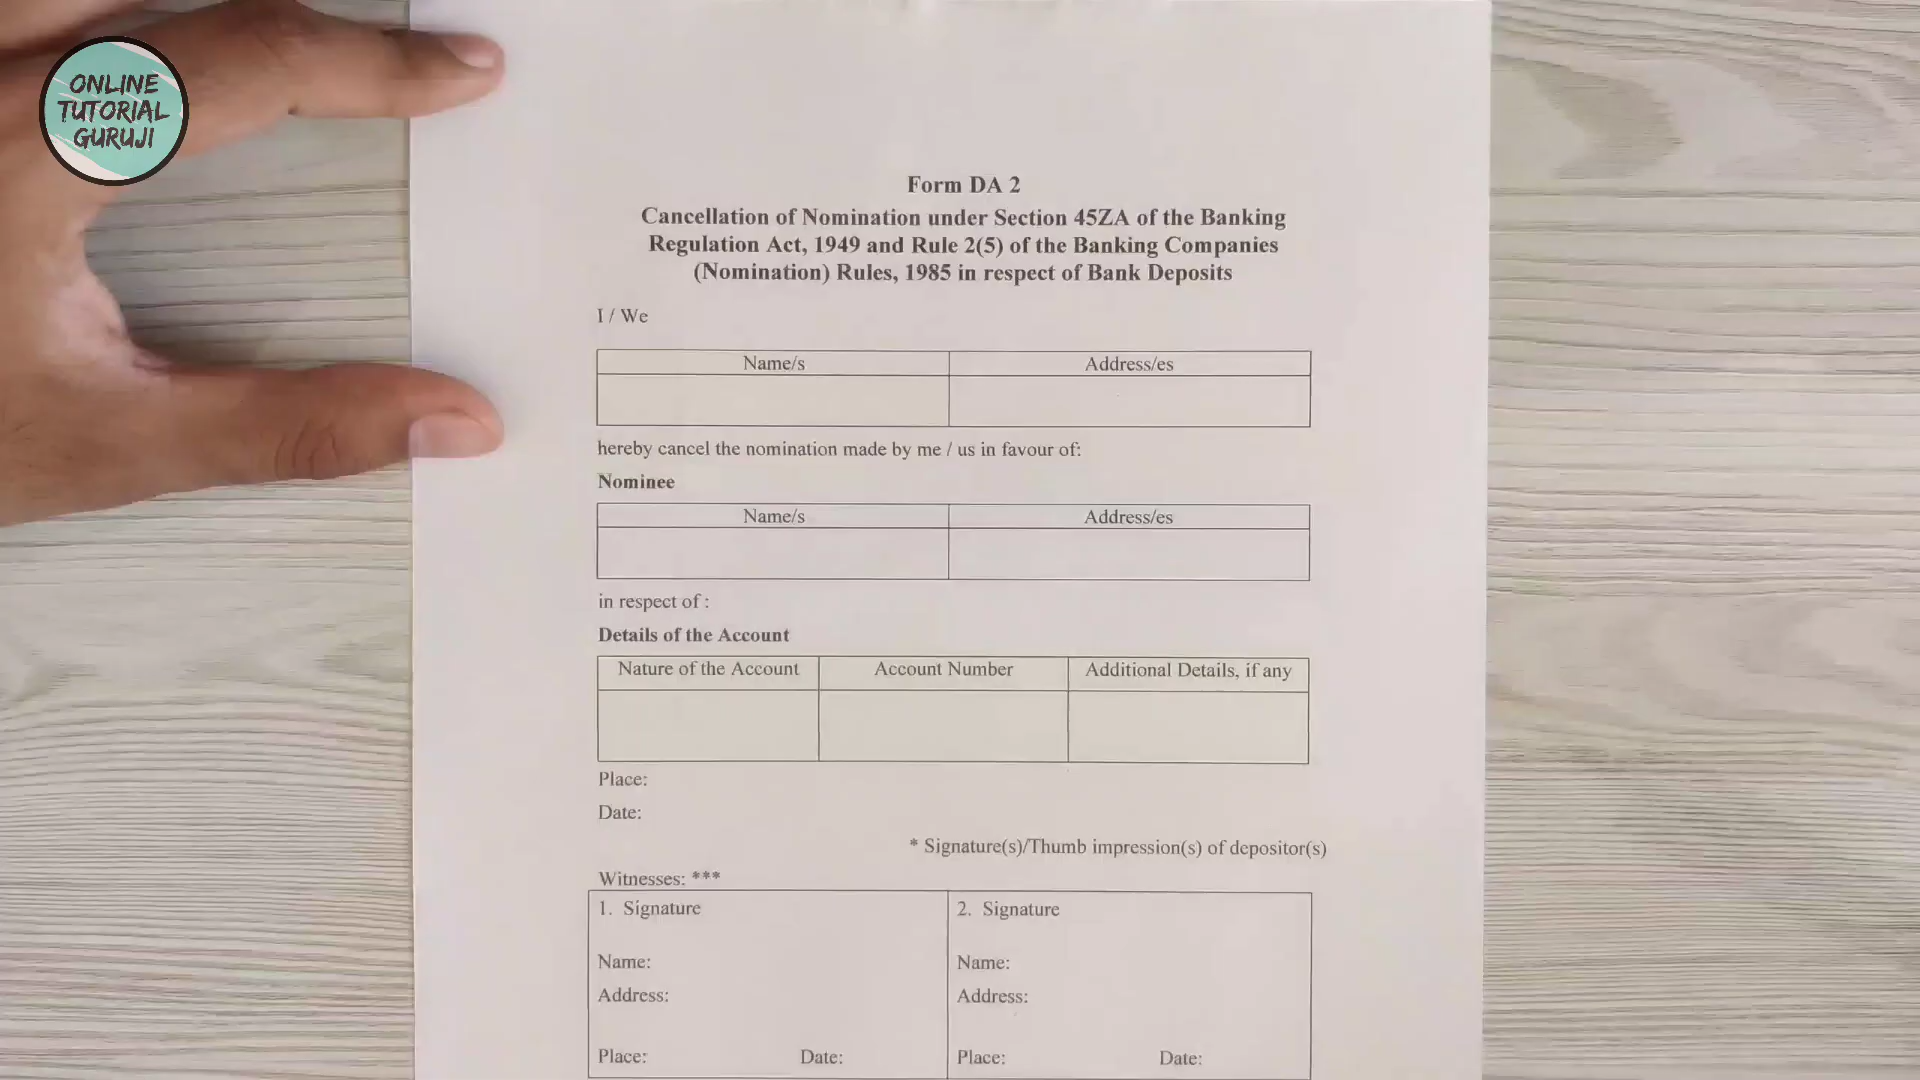 ONLINE
TUTORIAL
GURUJI
Form DA 2
Cancellation of Nomination under Section 45ZA of the Banking
Regulation Act, 1949 and Rule 2(5) of the Banking Companies
(Nomination) Rules, 1985 in respect of Bank Deposits
I / We
Name/s Address/es
hereby cancel the nomination made by me / us in favour of:
Nominee
Name/s Address/es
in respect of :
Details of the Account
Nature of the Account Account Number Additional Details, if any
Place:
Date:
* Signature(s)/Thumb impression(s) of depositor(s)
Witnesses: ***
1. Signature 2. Signature
Name: Name:
Address: Address:
Place: Date: Place: Date: